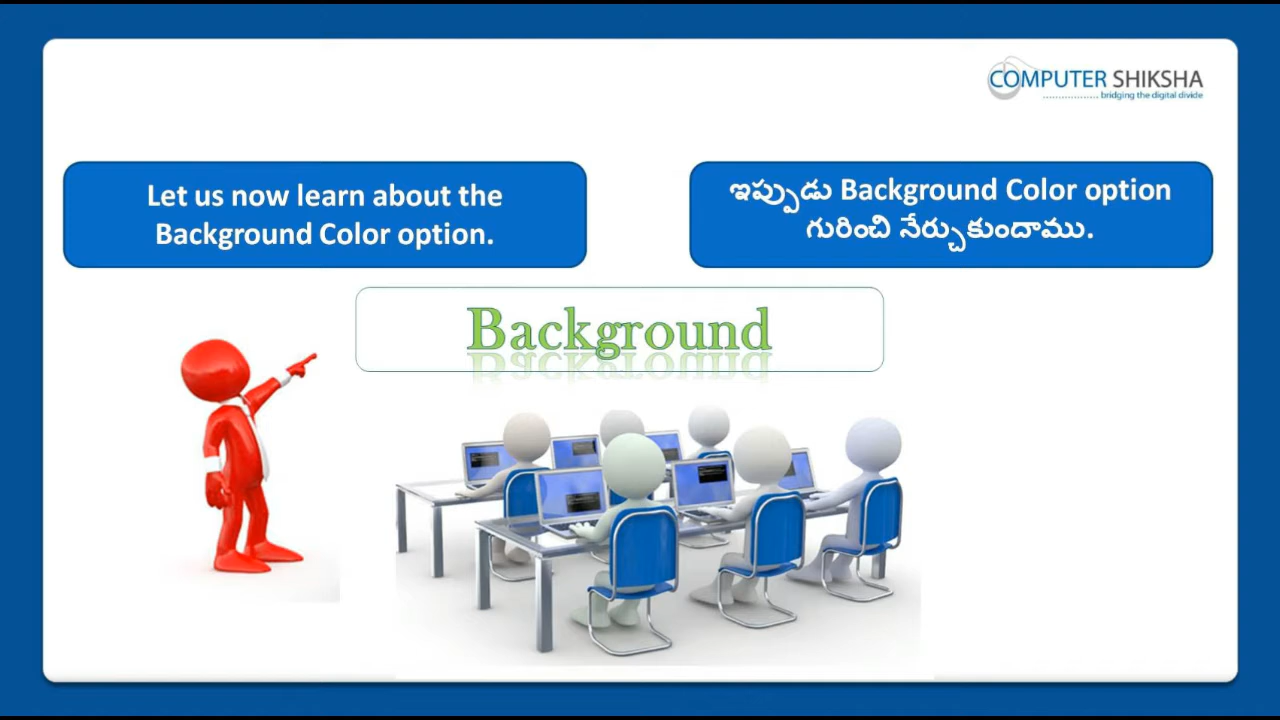 COMPUTER SHIKSHA
bridging the digital divide
Let us now learn about the
Background Color option.
ఇప్పుడు Background Color option
గురించి నేర్చుకుందాము.
Background